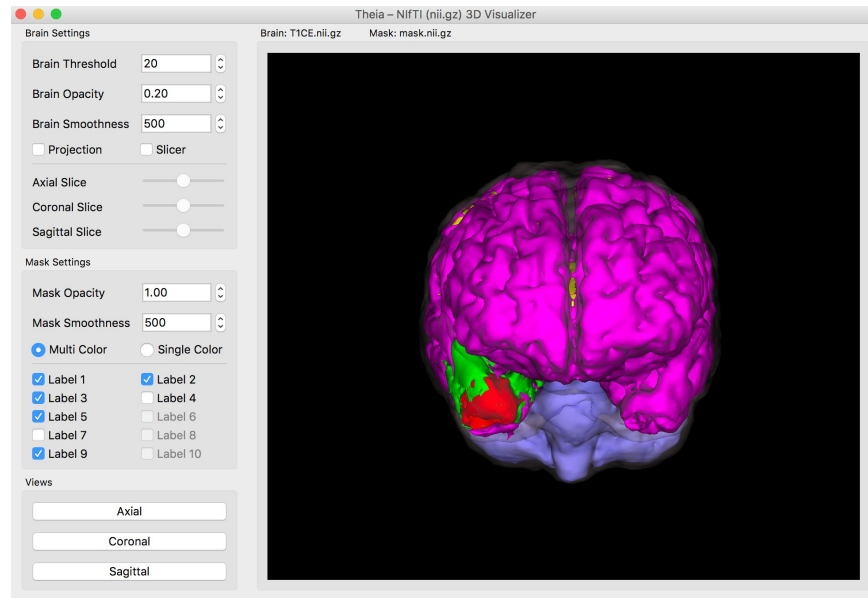 Theia – NIfTI (nii.gz) 3D Visualizer
Brain Settings
Brain: T1CE.nii.gz Mask: mask.nii.gz
Brain Threshold 20
Brain Opacity 0.20
Brain Smoothness 500
Projection Slicer
Axial Slice
Coronal Slice
Sagittal Slice
Mask Settings
Mask Opacity 1.00
Mask Smoothness 500
Multi Color Single Color
Label 1 Label 2
Label 3 Label 4
Label 5 Label 6
Label 7 Label 8
Label 9 Label 10
Views
Axial
Coronal
Sagittal